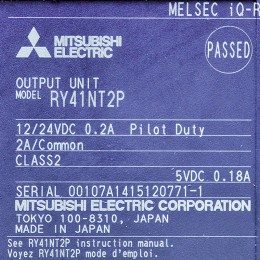 MELSEC iQ-R
MITSUBISHI
ELECTRIC
PASSED
OUTPUT UNIT
MODEL RY41NT2P
12/24VDC 0.2A Pilot Duty
2A/Common
CLASS2
5VDC 0.18A
SERIAL 00107A1415120771-1
MITSUBISHI ELECTRIC CORPORATION
TOKYO 100-8310, JAPAN
MADE IN JAPAN
See RY41NT2P instruction manual.
Voyez RY41NT2P mode d'emploi.